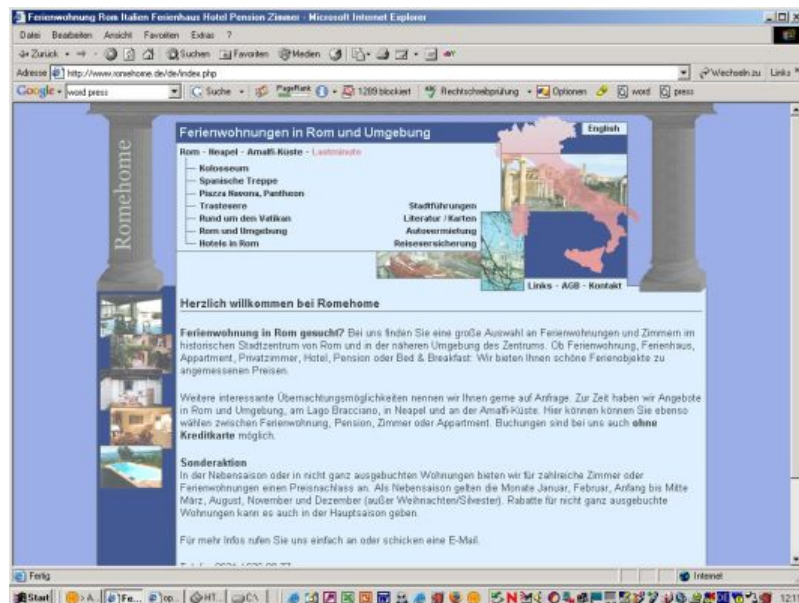 Ferienwohnung Rom Italien Ferienhaus Hotel Pension Zimmer - Microsoft Internet Explorer
Datei Bearbeiten Ansicht Favoriten Extras ?
Zurück Suchen Favoriten Medien
Adresse http://www.romehome.de/de/index.php Wechseln zu Links
Google word press Suche PageRank 1289 blockiert Rechtschreibprüfung Optionen word press
Romehome
Ferienwohnungen in Rom und Umgebung
English
Rom - Neapel - Amalfi-Küste - Lastminute
Kolosseum
Spanische Treppe
Piazza Navona, Pantheon
Trastevere
Rund um den Vatikan
Rom und Umgebung
Hotels in Rom
Stadtführungen
Literatur / Karten
Autovermietung
Reiseversicherung
Links - AGB - Kontakt
Herzlich willkommen bei Romehome
Ferienwohnung in Rom gesucht? Bei uns finden Sie eine große Auswahl an Ferienwohnungen und Zimmern im
historischen Stadtzentrum von Rom und in der näheren Umgebung des Zentrums. Ob Ferienwohnung, Ferienhaus,
Appartment, Privatzimmer, Hotel, Pension oder Bed & Breakfast: Wir bieten Ihnen schöne Ferienobjekte zu
angemessenen Preisen.
Weitere interessante Übernachtungsmöglichkeiten nennen wir Ihnen gerne auf Anfrage. Zur Zeit haben wir Angebote
in Rom und Umgebung, am Lago Bracciano, in Neapel und an der Amalfi-Küste. Hier können können Sie ebenso
wählen zwischen Ferienwohnung, Pension, Zimmer oder Appartment. Buchungen sind bei uns auch ohne
Kreditkarte möglich.
Sonderaktion
In der Nebensaison oder in nicht ganz ausgebuchten Wohnungen bieten wir für zahlreiche Zimmer oder
Ferienwohnungen einen Preisnachlass an. Als Nebensaison gelten die Monate Januar, Februar, Anfang bis Mitte
März, August, November und Dezember (außer Weihnachten/Silvester). Rabatte für nicht ganz ausgebuchte
Wohnungen kann es auch in der Hauptsaison geben.
Für mehr Infos rufen Sie uns einfach an oder schicken eine E-Mail.
Fertig Internet
Start 12:11